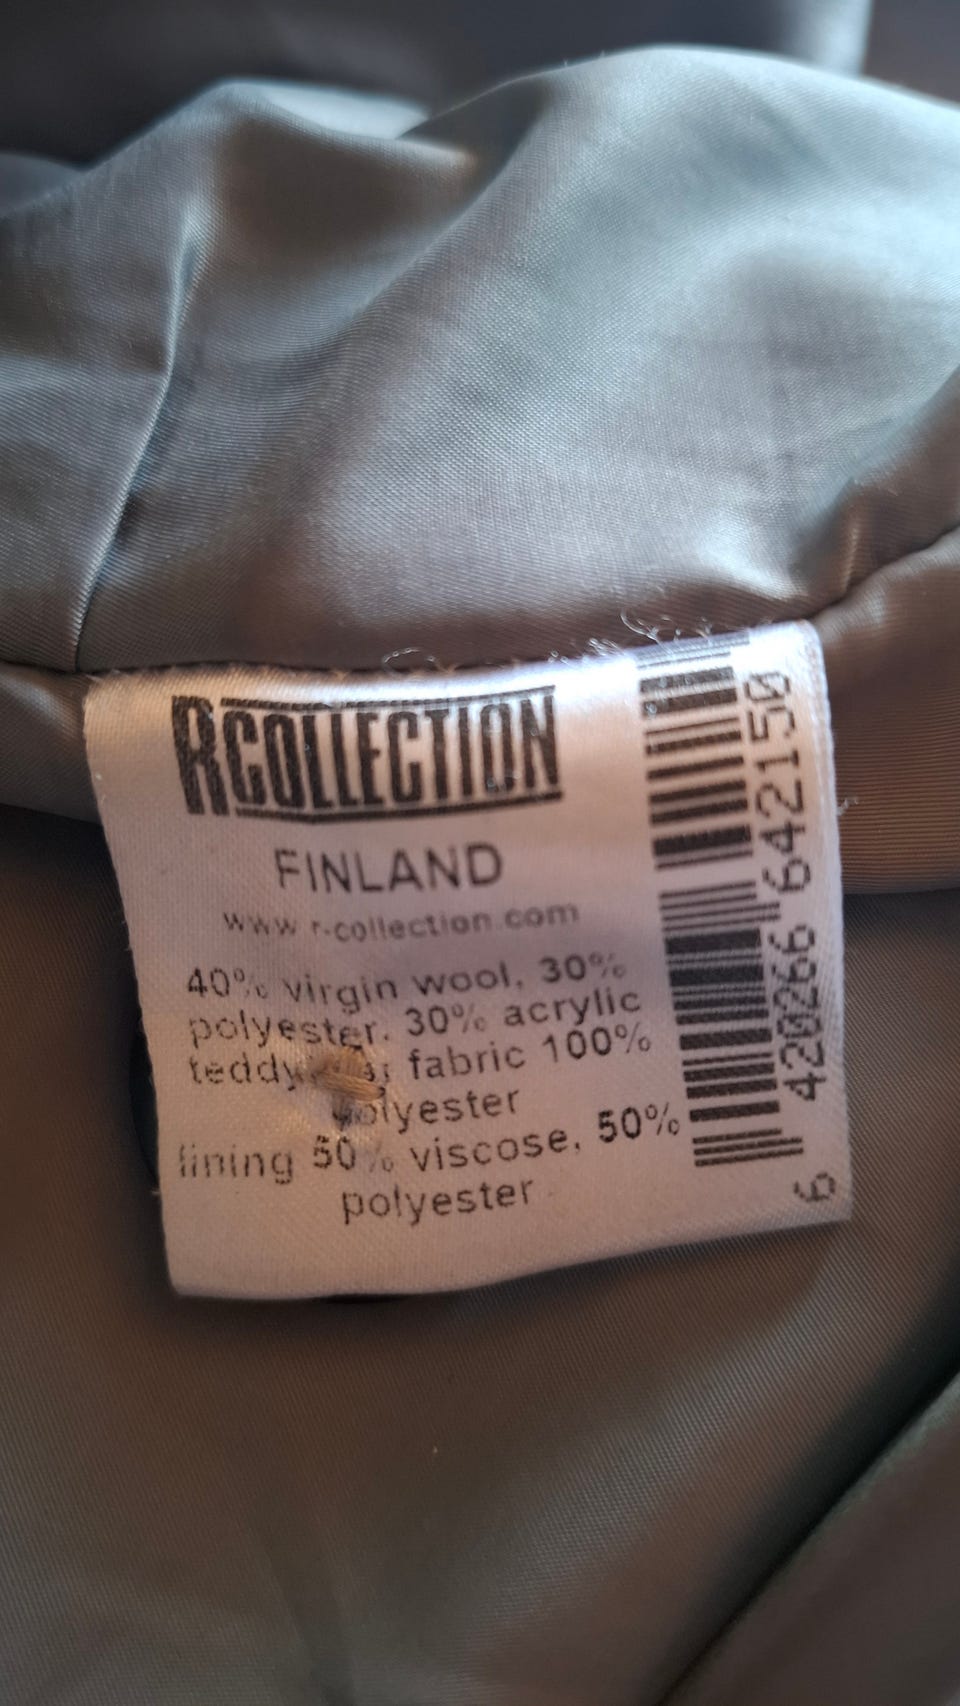 RCOLLECTION
FINLAND
www.r-collection.com
40% virgin wool, 30%
polyester, 30% acrylic
fabric 100%
polyester
lining 50% viscose, 50%
polyester
6 420266 642150